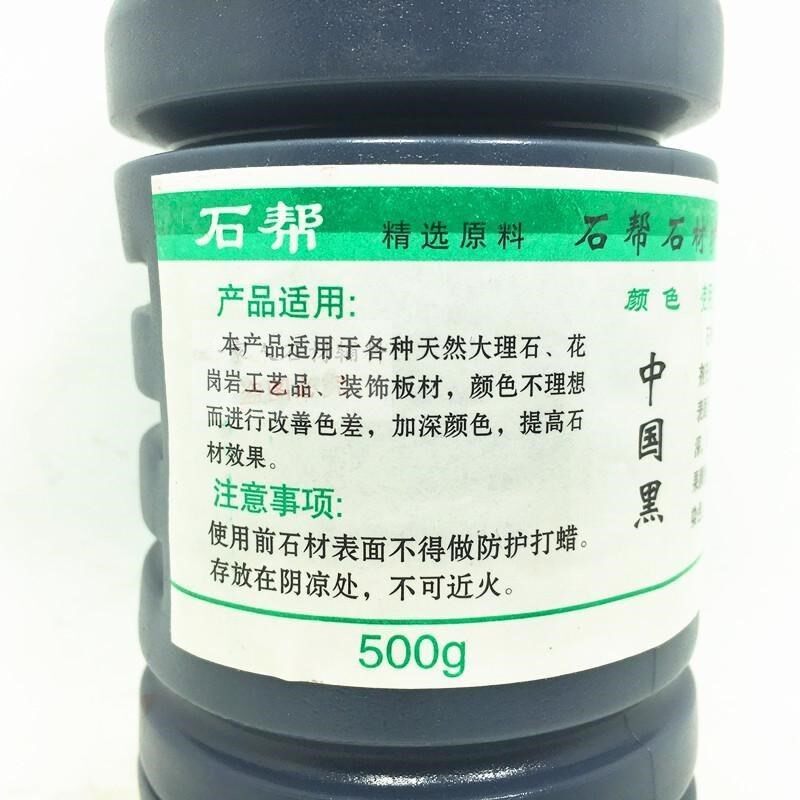 石帮 精选原料 石帮石材
产品适用:
颜色 使
本产品适用于各种天然大理石、花
岗岩工艺品、装饰板材，颜色不理想
而进行改善色差，加深颜色，提高石
材效果。
中国黑
注意事项:
使用前石材表面不得做防护打蜡。
存放在阴凉处，不可近火。
500g